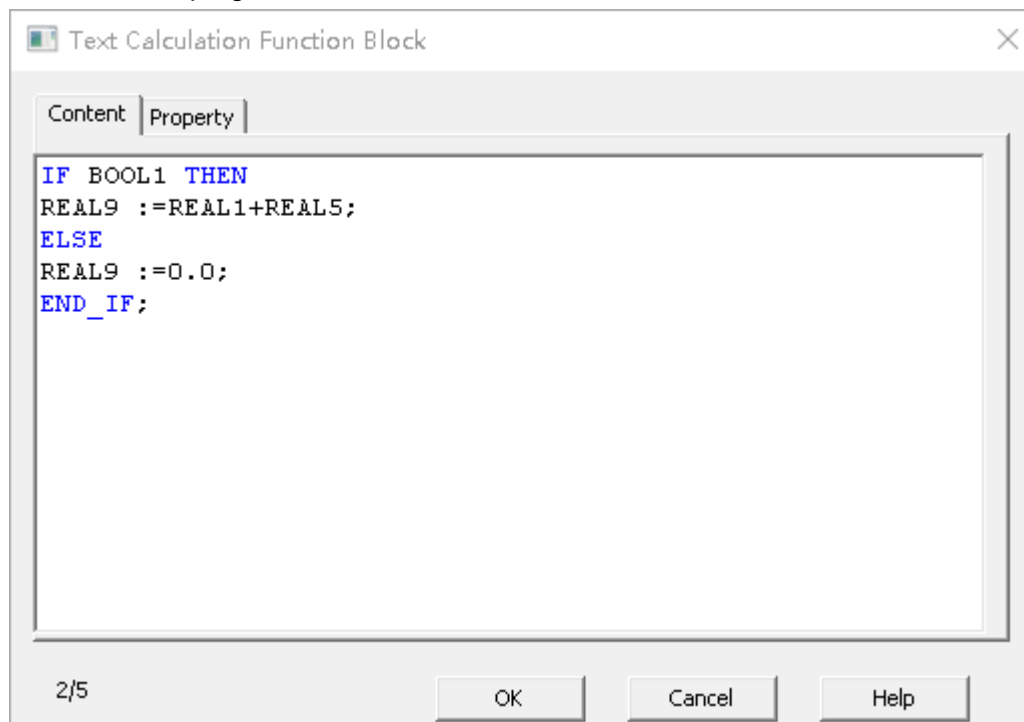 Text Calculation Function Block
Content Property
IF BOOL1 THEN
REAL9 :=REAL1+REAL5;
ELSE
REAL9 :=0.0;
END_IF;
2/5 OK Cancel Help